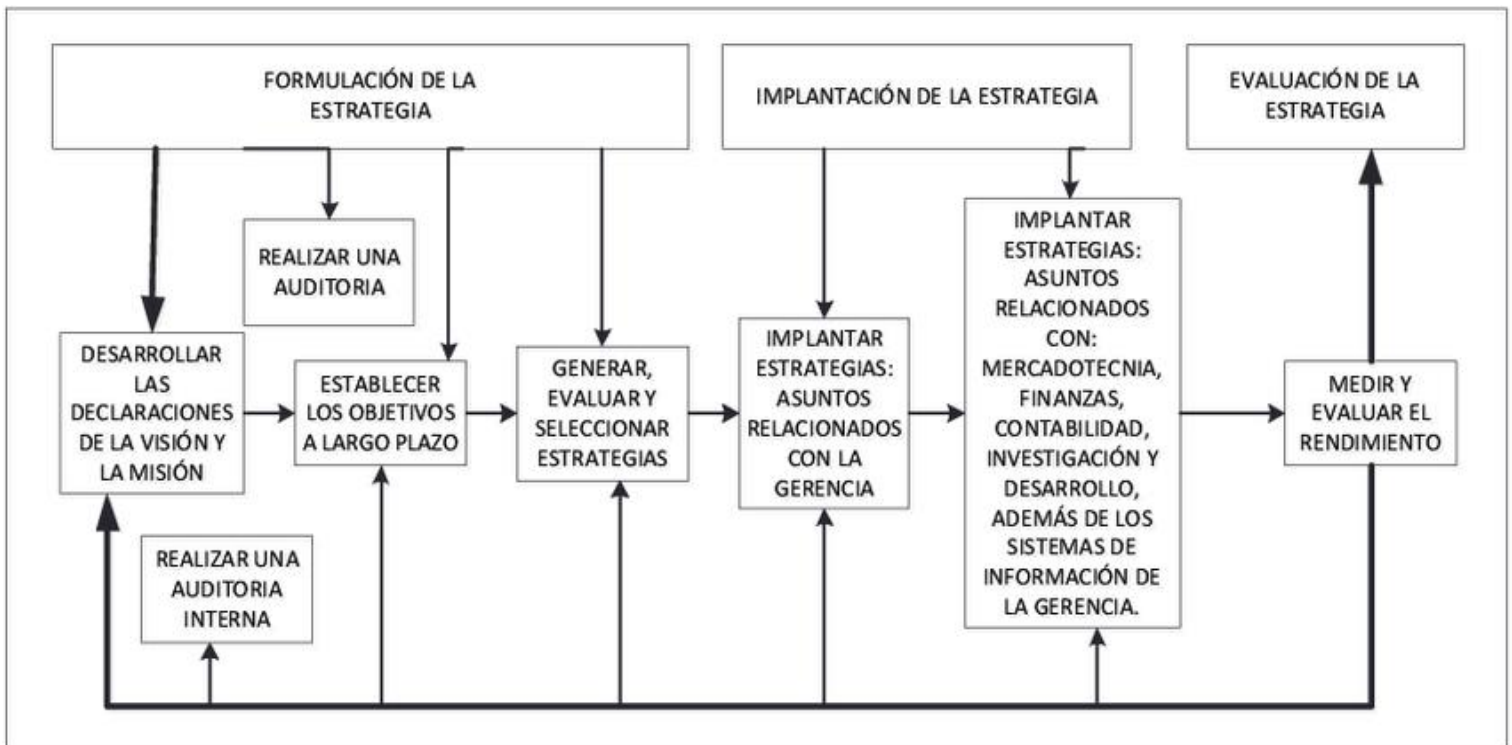 FORMULACIÓN DE LA
ESTRATEGIA
IMPLANTACIÓN DE LA ESTRATEGIA
EVALUACIÓN DE LA
ESTRATEGIA
REALIZAR UNA
AUDITORIA
DESARROLLAR
LAS
DECLARACIONES
DE LA VISIÓN Y
LA MISIÓN
ESTABLECER
LOS OBJETIVOS
A LARGO PLAZO
GENERAR,
EVALUAR Y
SELECCIONAR
ESTRATEGIAS
IMPLANTAR
ESTRATEGIAS:
ASUNTOS
RELACIONADOS
CON LA
GERENCIA
IMPLANTAR
ESTRATEGIAS:
ASUNTOS
RELACIONADOS
CON:
MERCADOTECNIA,
FINANZAS,
CONTABILIDAD,
INVESTIGACIÓN Y
DESARROLLO,
ADEMÁS DE LOS
SISTEMAS DE
INFORMACIÓN DE
LA GERENCIA.
MEDIR Y
EVALUAR EL
RENDIMIENTO
REALIZAR UNA
AUDITORIA
INTERNA